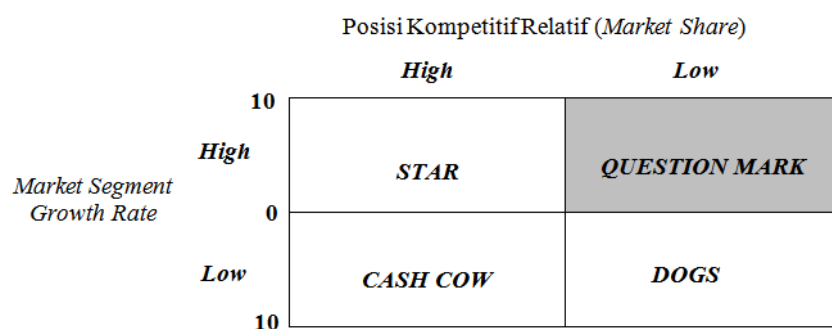 Posisi Kompetitif Relatif (Market Share)
High Low
10
High
STAR QUESTION MARK
Market Segment
Growth Rate
0
Low
CASH COW DOGS
10